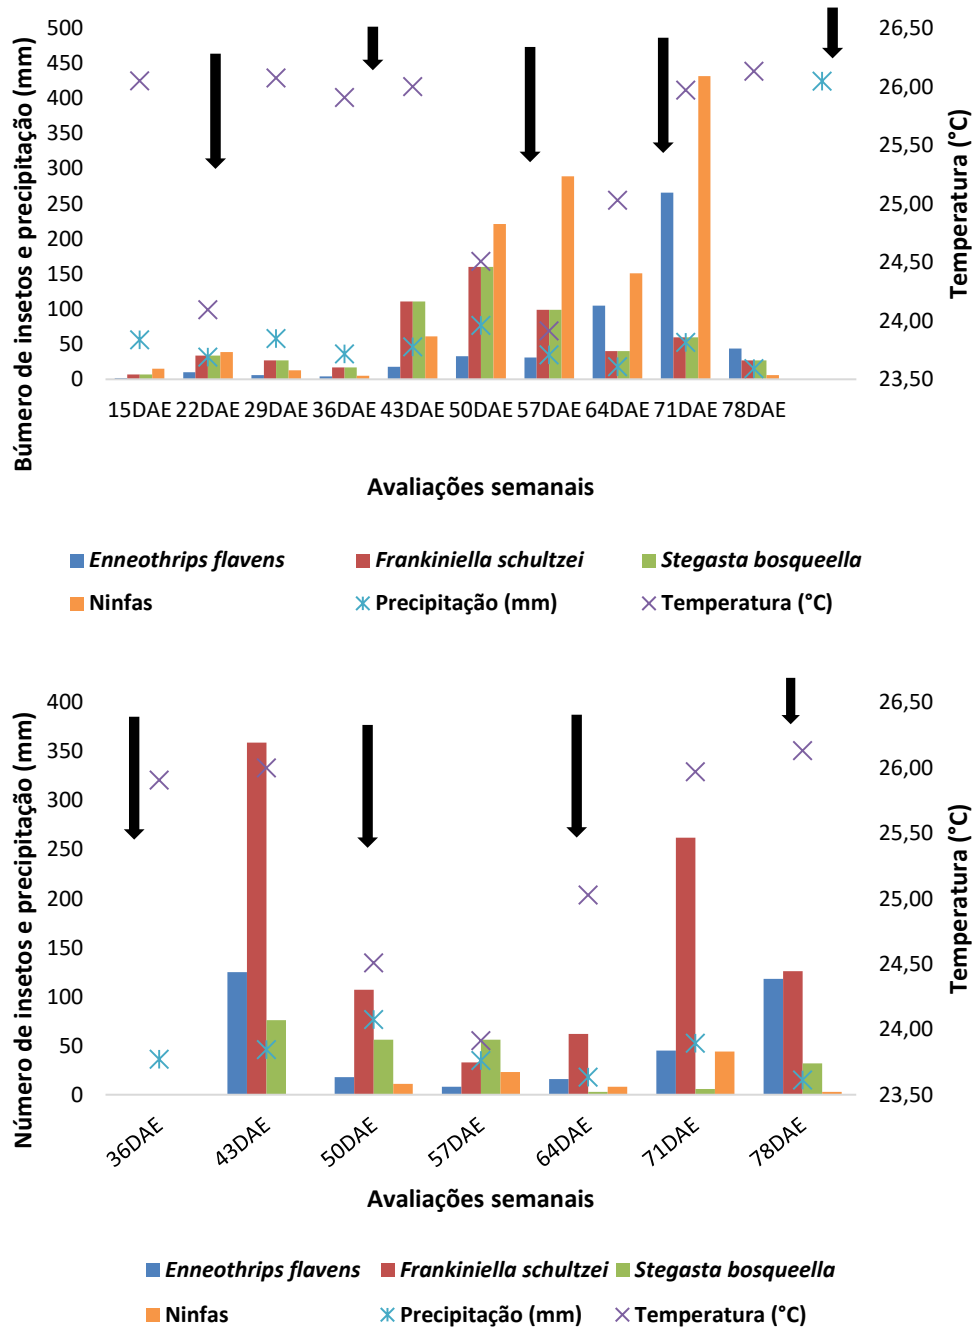 500
450
400
350
300
250
200
150
100
50
0
Búmero de insetos e precipitação (mm)
26,50
26,00
25,50
25,00
24,50
24,00
23,50
Temperatura (°C)
15DAE 22DAE 29DAE 36DAE 43DAE 50DAE 57DAE 64DAE 71DAE 78DAE
Avaliações semanais
Enneothrips flavens Frankiniella schultzei Stegasta bosqueella
Ninfas Precipitação (mm) Temperatura (°C)
400
350
300
250
200
150
100
50
0
Número de insetos e precipitação (mm)
26,50
26,00
25,50
25,00
24,50
24,00
23,50
Temperatura (°C)
36DAE 43DAE 50DAE 57DAE 64DAE 71DAE 78DAE
Avaliações semanais
Enneothrips flavens Frankiniella schultzei Stegasta bosqueella
Ninfas Precipitação (mm) Temperatura (°C)